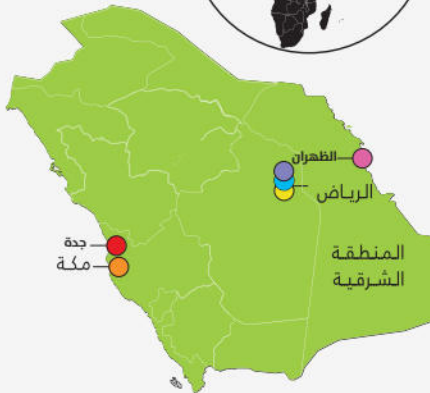 الظهران
الرياض
المنطقة
الشرقية
جدة
مكة